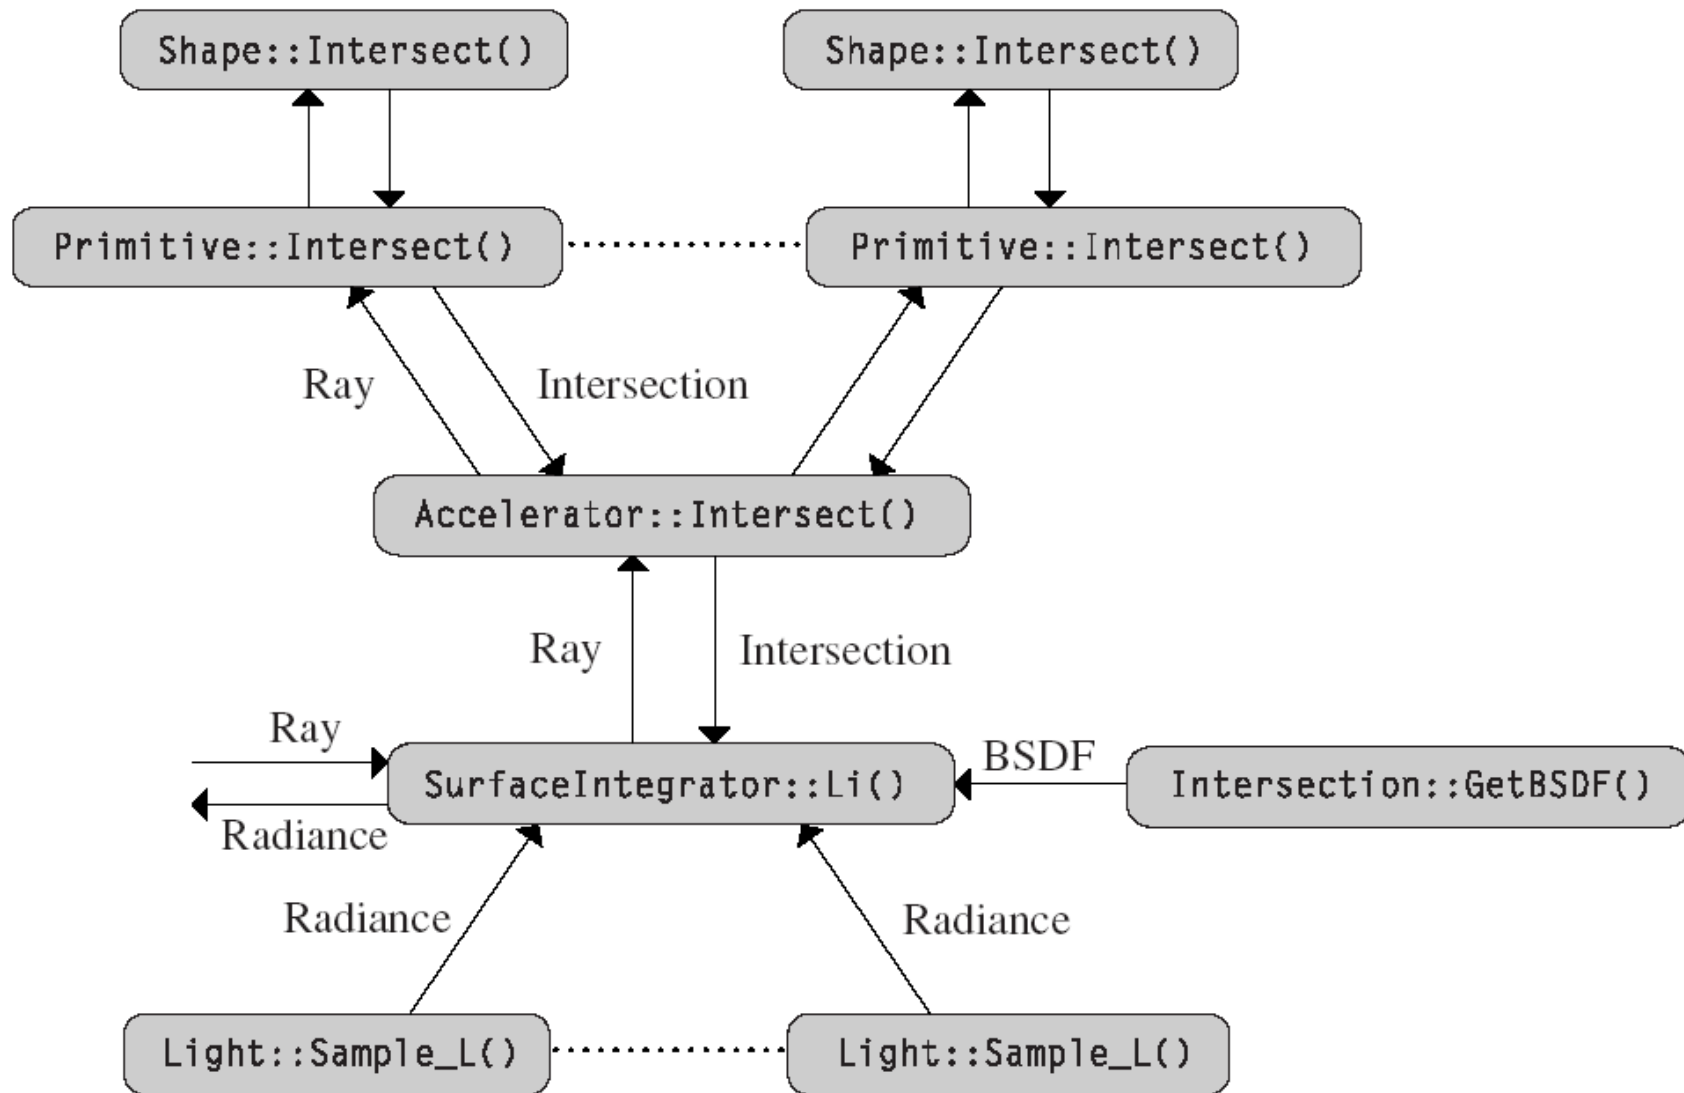 Shape::Intersect()
Shape::Intersect()
Primitive::Intersect()
Primitive::Intersect()
Ray
Intersection
Accelerator::Intersect()
Ray
Intersection
Ray
SurfaceIntegrator::Li()
BSDF
Intersection::GetBSDF()
Radiance
Radiance
Radiance
Light::Sample_L()
Light::Sample_L()